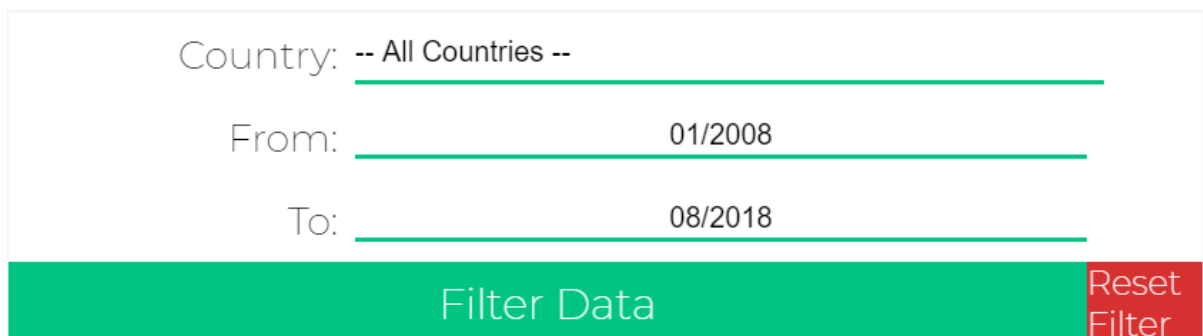 Country: -- All Countries --
From: 01/2008
To: 08/2018
Filter Data
Reset
Filter